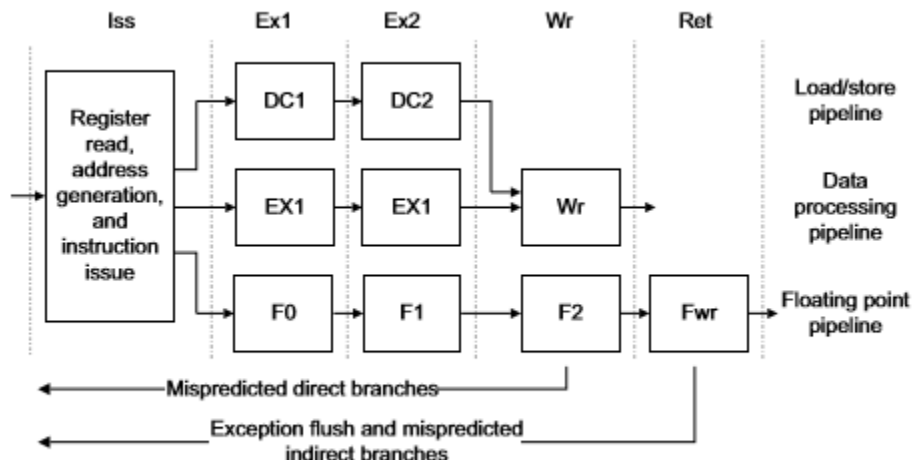 Iss
Ex1
Ex2
Wr
Ret
DC1
DC2
Load/store
pipeline
Register
read,
address
generation,
and
instruction
issue
EX1
EX1
Wr
Data
processing
pipeline
F0
F1
F2
Fwr
Floating point
pipeline
Mispredicted direct branches
Exception flush and mispredicted
indirect branches